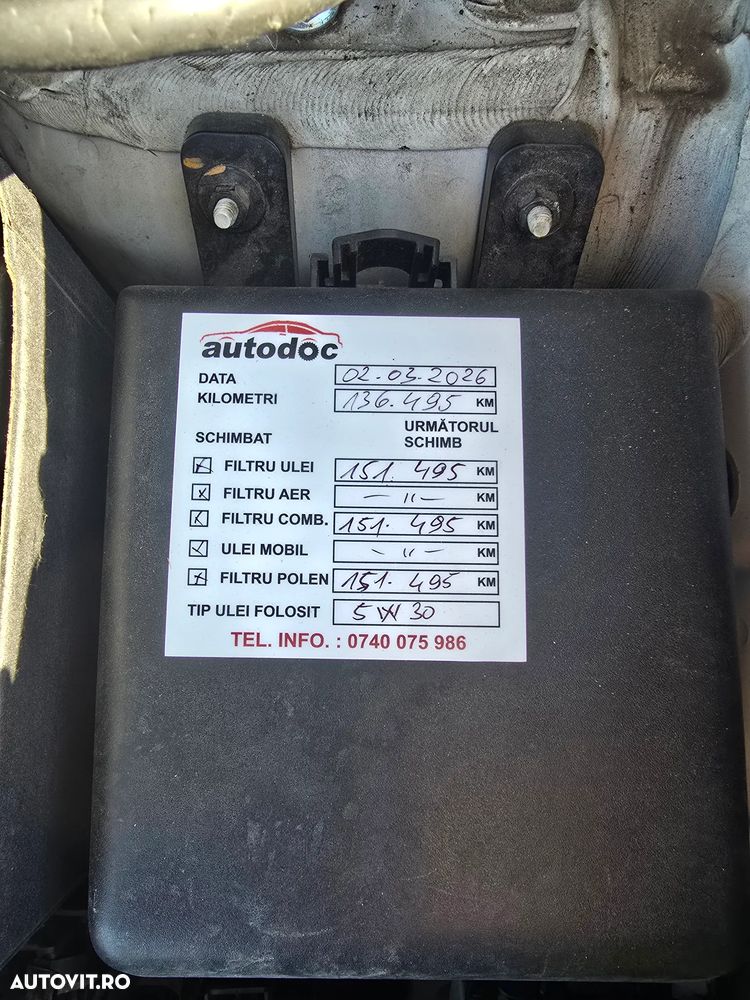 autodoc
DATA 02.03.2026
KILOMETRI 136.495 KM
SCHIMBAT URMĂTORUL SCHIMB
FILTRU ULEI 151.495 KM
FILTRU AER — 11 — KM
FILTRU COMB. 151.495 KM
ULEI MOBIL — 11 — KM
FILTRU POLEN 151.495 KM
TIP ULEI FOLOSIT 5W30
TEL. INFO. : 0740 075 986
AUTOVIT.RO